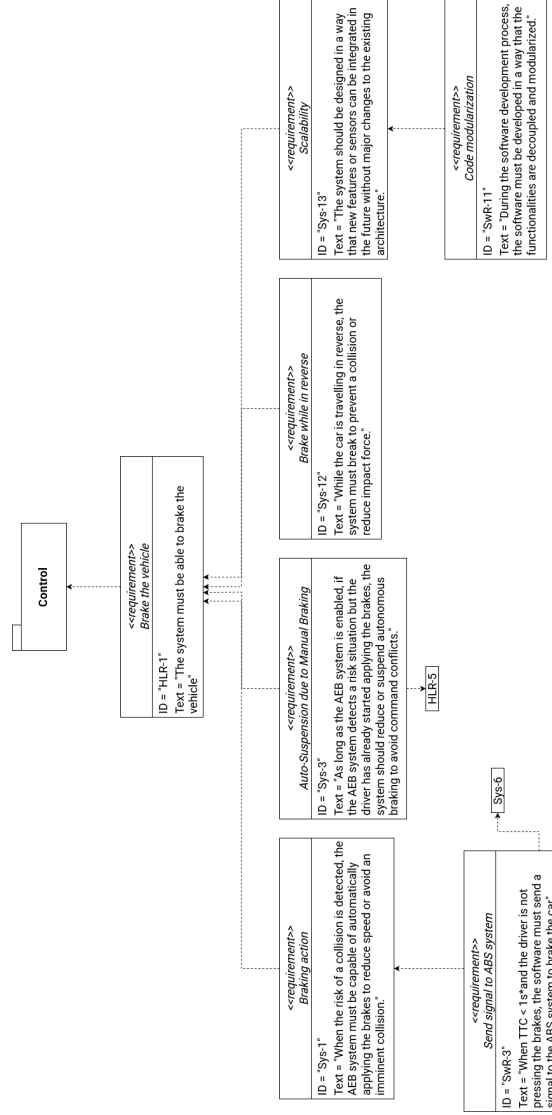 Control
<<requirement>>
Brake the vehicle
ID = "HLR-1"
Text = "The system must be able to brake the
vehicle"
<<requirement>>
Braking action
ID = "Sys-1"
Text = "When the risk of a collision is detected, the
AEB system must be capable of automatically
applying the brakes to reduce speed or avoid an
imminent collision."
<<requirement>>
Auto-Suspension due to Manual Braking
ID = "Sys-3"
Text = "As long as the AEB system is enabled, if
the AEB system detects a risk situation but the
driver has already started applying the brakes, the
system should reduce or suspend autonomous
braking to avoid command conflicts."
<<requirement>>
Brake while in reverse
ID = "Sys-12"
Text = "While the car is travelling in reverse, the
system must break to prevent a collision or
reduce impact force."
<<requirement>>
Scalability
ID = "Sys-13"
Text = "The system should be designed in a way
that new features or sensors can be integrated in
the future without major changes to the existing
architecture."
HLR-5
Sys-6
<<requirement>>
Send signal to ABS system
ID = "SwR-3"
Text = "When TTC < 1s*and the driver is not
pressing the brakes, the software must send a
signal to the ABS system to brake the car"
<<requirement>>
Code modularization
ID = "SwR-11"
Text = "During the software development process,
the software must be developed in a way that the
functionalities are decoupled and modularized."